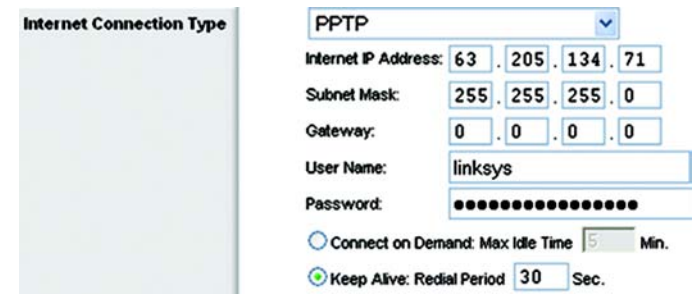 Internet Connection Type
PPTP
Internet IP Address: 63 . 205 . 134 . 71
Subnet Mask: 255 . 255 . 255 . 0
Gateway: 0 . 0 . 0 . 0
User Name: linksys
Password: ●●●●●●●●●●●●●●●●
Connect on Demand: Max Idle Time 5 Min.
Keep Alive: Redial Period 30 Sec.